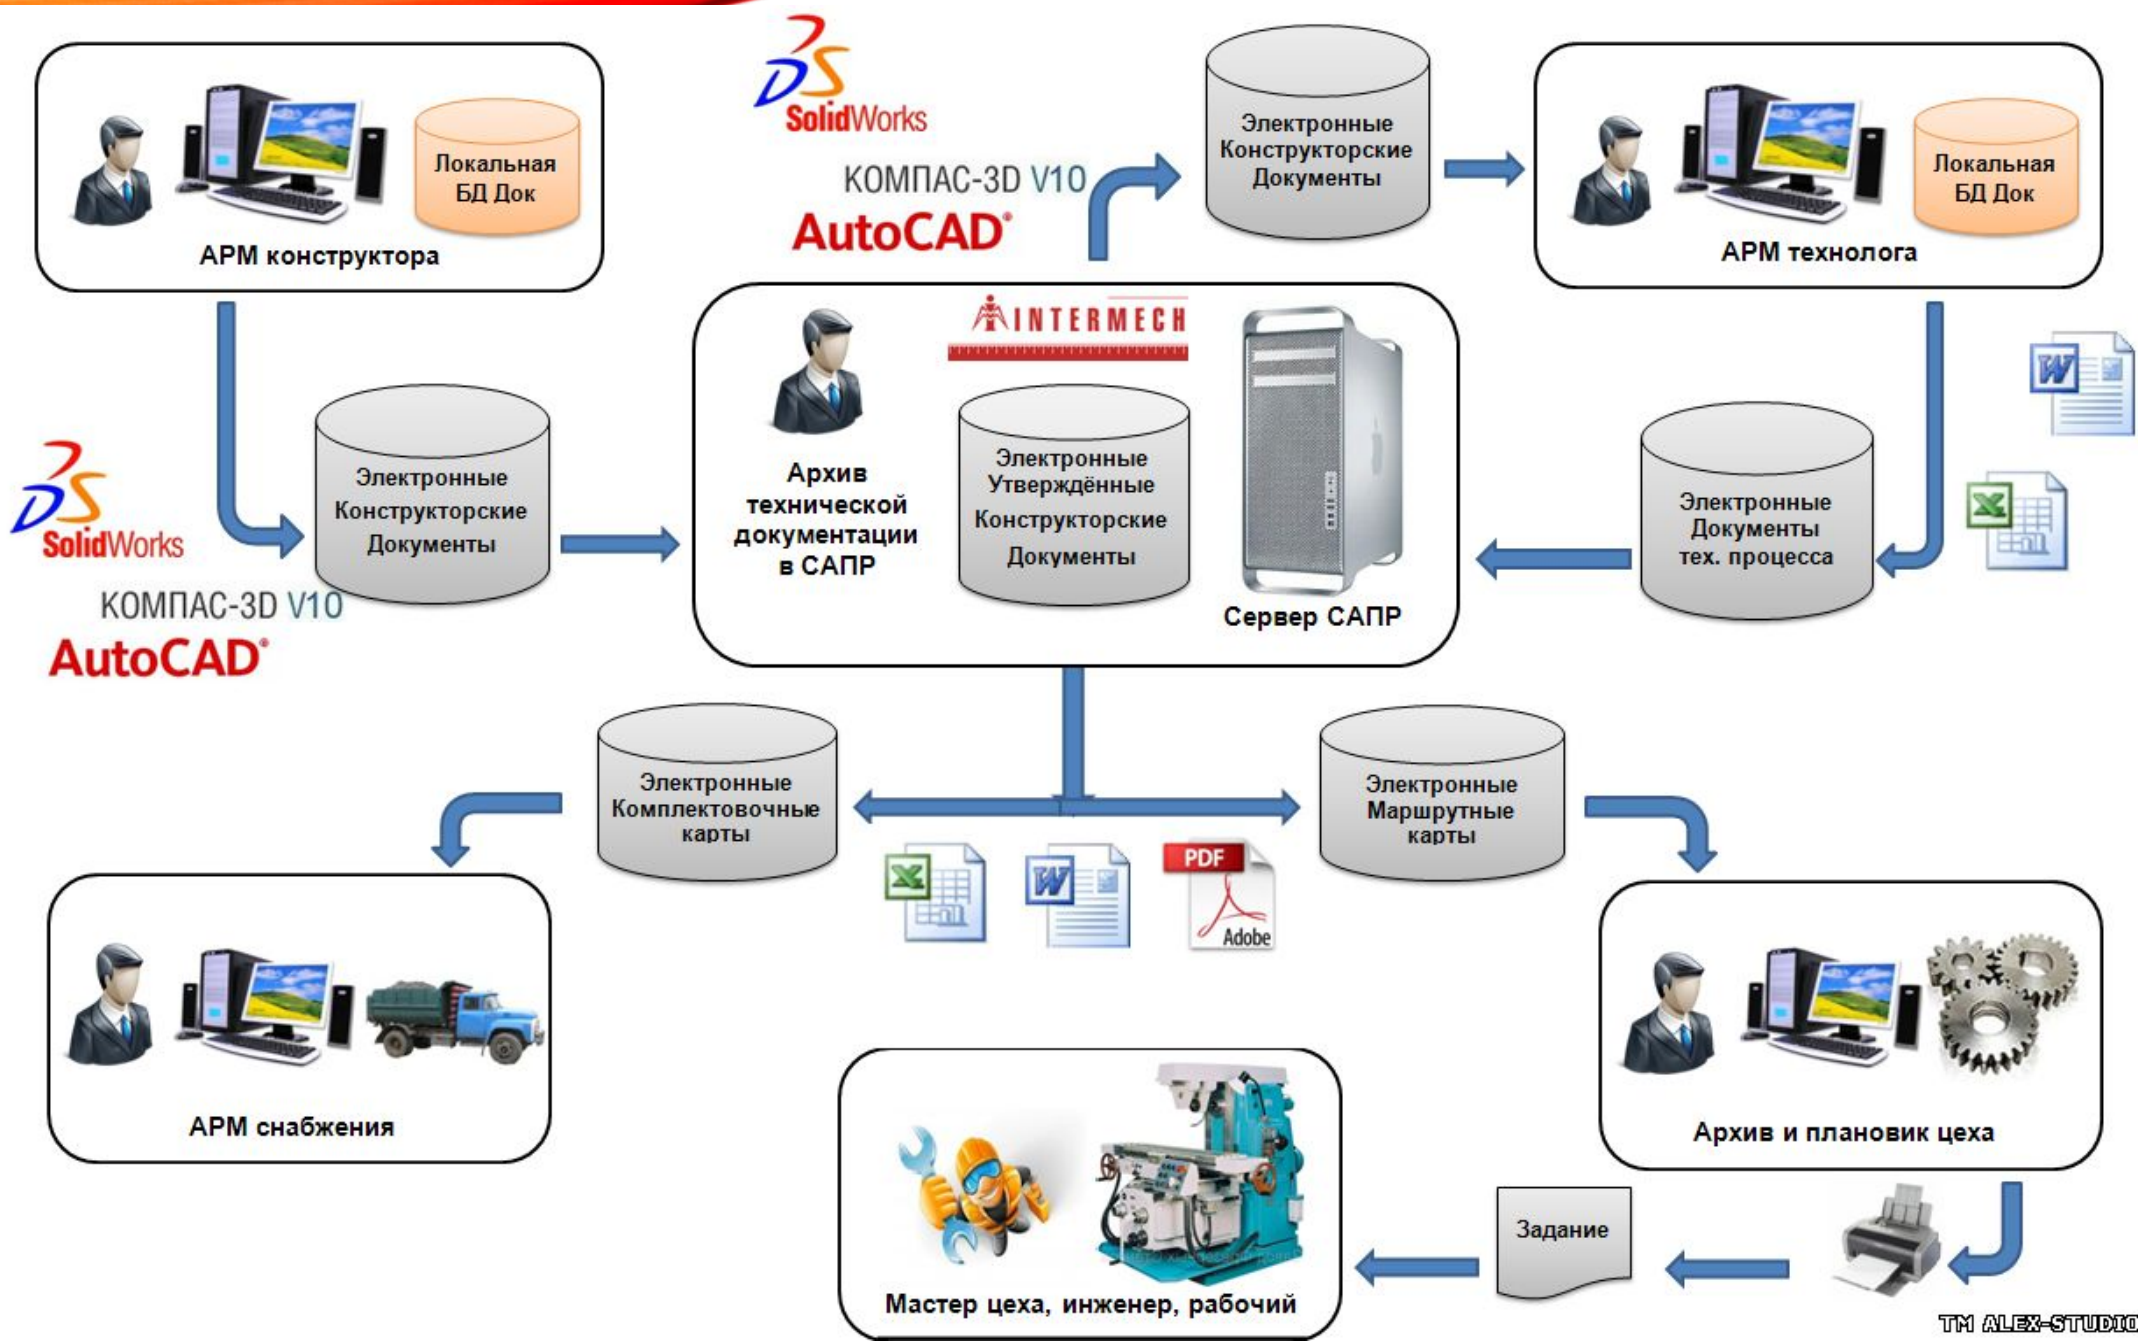 Локальная
БД Док
АРМ конструктора
SolidWorks
КОМПАС-3D V10
AutoCAD®
Электронные
Конструкторские
Документы
Локальная
БД Док
АРМ технолога
SolidWorks
КОМПАС-3D V10
AutoCAD®
Электронные
Конструкторские
Документы
INTERMECH
Архив
технической
документации
в САПР
Электронные
Утверждённые
Конструкторские
Документы
Сервер САПР
Электронные
Документы
тех. процесса
Электронные
Комплектовочные
карты
PDF
Adobe
Электронные
Маршрутные
карты
АРМ снабжения
Архив и плановик цеха
Задание
Мастер цеха, инженер, рабочий
TM ALEX-STUDIO